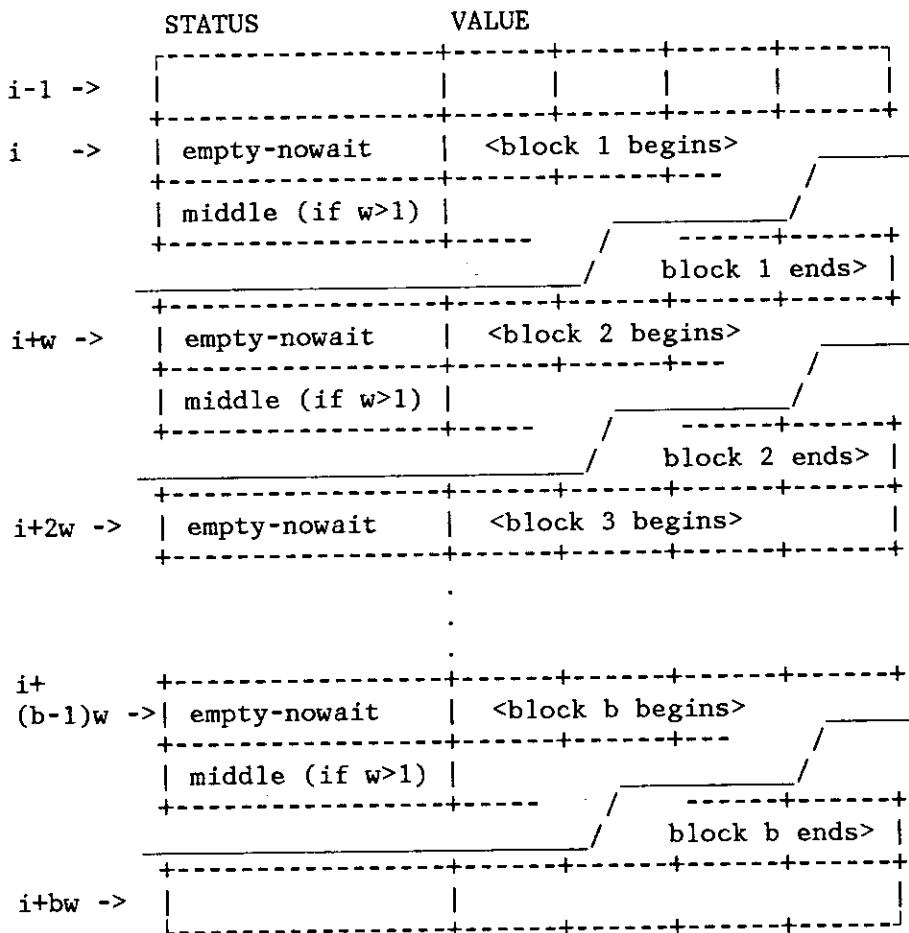 STATUS VALUE
i-1 ->
i -> empty-nowait <block 1 begins>
middle (if w>1)
block 1 ends>
i+w -> empty-nowait <block 2 begins>
middle (if w>1)
block 2 ends>
i+2w -> empty-nowait <block 3 begins>
.
.
.
i+
(b-1)w -> empty-nowait <block b begins>
middle (if w>1)
block b ends>
i+bw ->